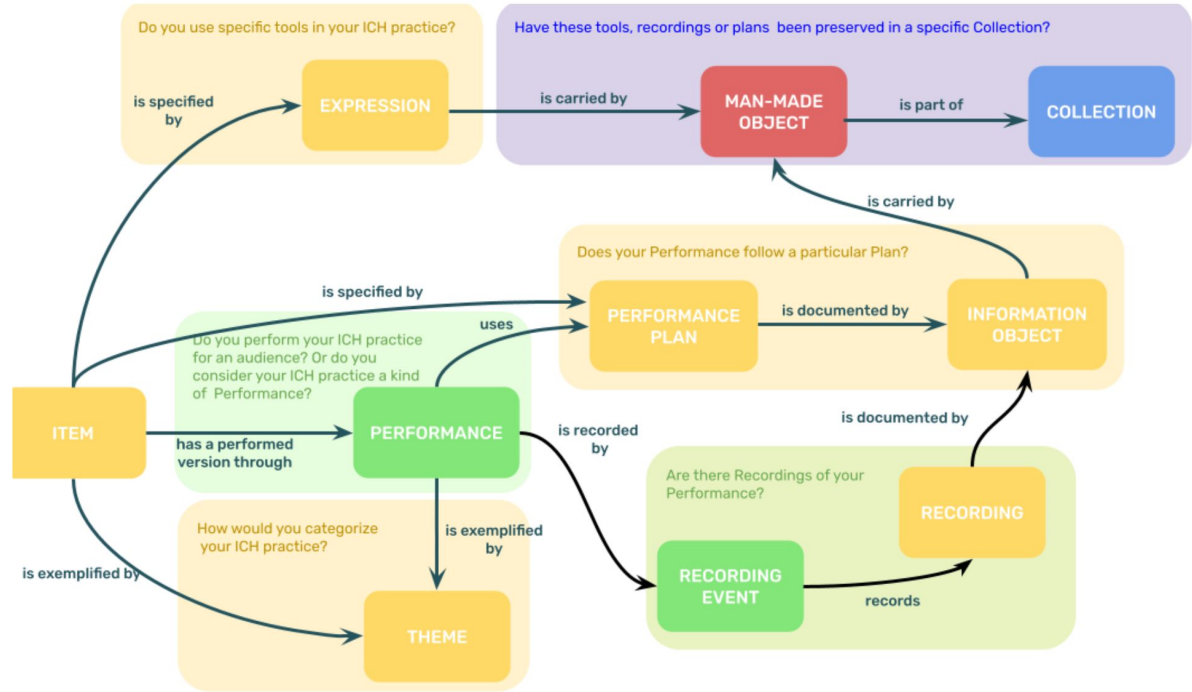 Do you use specific tools in your ICH practice?
Have these tools, recordings or plans been preserved in a specific Collection?
is specified
by
EXPRESSION
is carried by
MAN-MADE
OBJECT
is part of
COLLECTION
is carried by
Does your Performance follow a particular Plan?
is specified by
PERFORMANCE
PLAN
is documented by
INFORMATION
OBJECT
uses
Do you perform your ICH practice
for an audience? Or do you
consider your ICH practice a kind
of Performance?
ITEM
has a performed
version through
PERFORMANCE
is recorded
by
is documented by
Are there Recordings of your
Performance?
RECORDING
How would you categorize
your ICH practice?
is exemplified
by
is exemplified by
RECORDING
EVENT
records
THEME